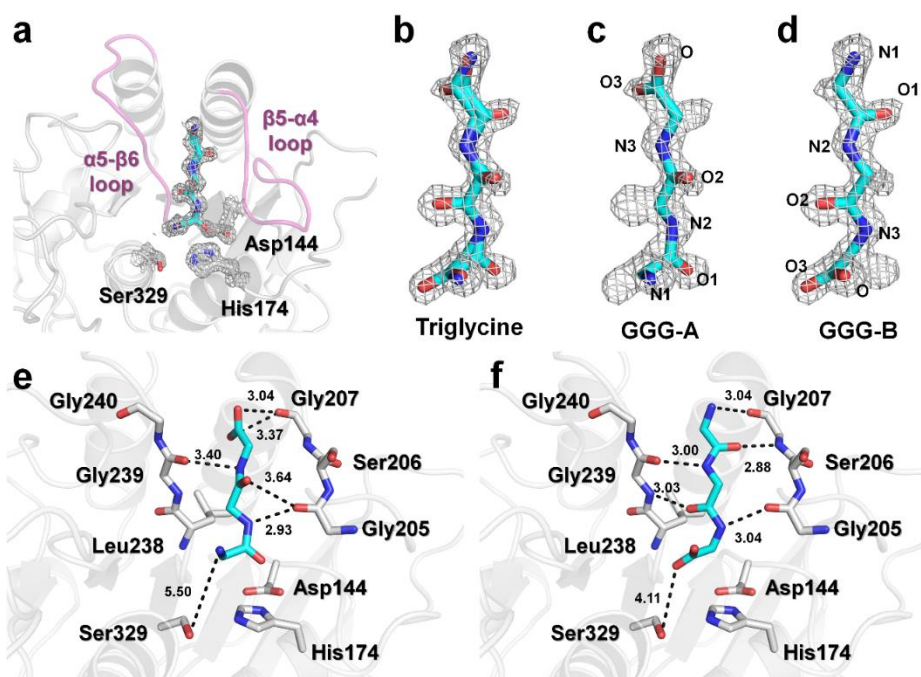 a
α5-β6
loop
β5-α4
loop
Asp144
Ser329
His174
b
Triglycine
c
O
O3
N3
O2
N2
O1
N1
GGG-A
d
N1
O1
N2
O2
N3
O3
O
GGG-B
e
Gly240
3.04
Gly207
3.37
3.40
Gly239
3.64
Ser206
2.93
Gly205
Leu238
5.50
Asp144
Ser329
His174
f
Gly240
3.04
Gly207
3.00
2.88
Gly239
3.03
Ser206
3.04
Gly205
Leu238
4.11
Asp144
Ser329
His174